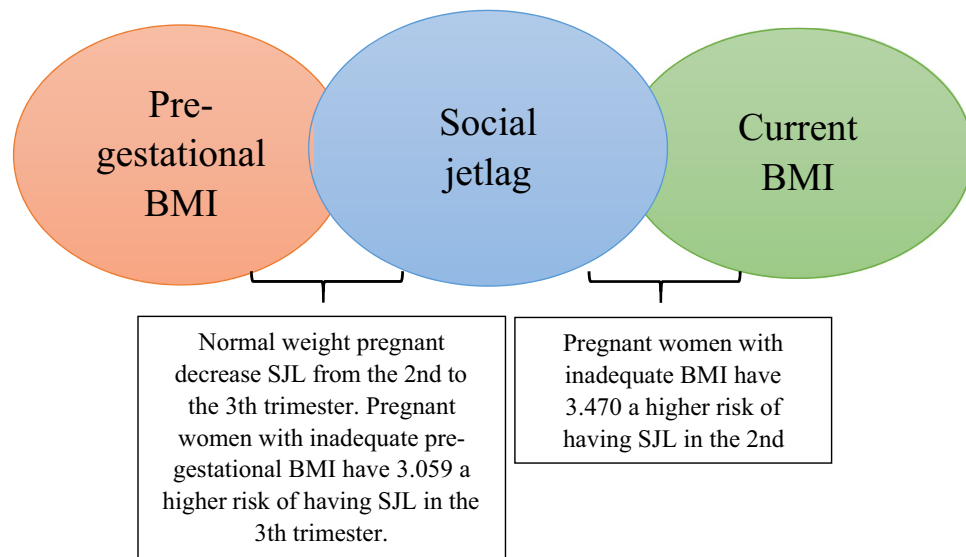 Pre-
gestational
BMI
Social
jetlag
Current
BMI
Normal weight pregnant
decrease SJL from the 2nd to
the 3th trimester. Pregnant
women with inadequate pre-
gestational BMI have 3.059 a
higher risk of having SJL in the
3th trimester.
Pregnant women with
inadequate BMI have
3.470 a higher risk of
having SJL in the 2nd